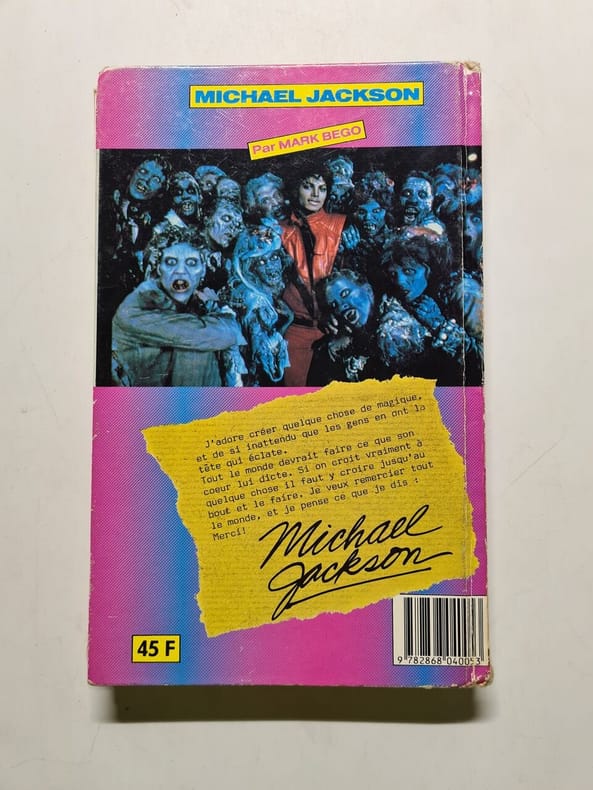 MICHAEL JACKSON
Par MARK BEGO
J'adore créer quelque chose de magique,
et de si inattendu que les gens en ont la
tête qui éclate.
Tout le monde devrait faire ce que son
coeur lui dicte. Si on croit vraiment à
quelque chose il faut y croire jusqu'au
bout et le faire. Je veux remercier tout
le monde, et je pense ce que je dis :
Merci!
Michael
Jackson
45 F
9 782868 040053